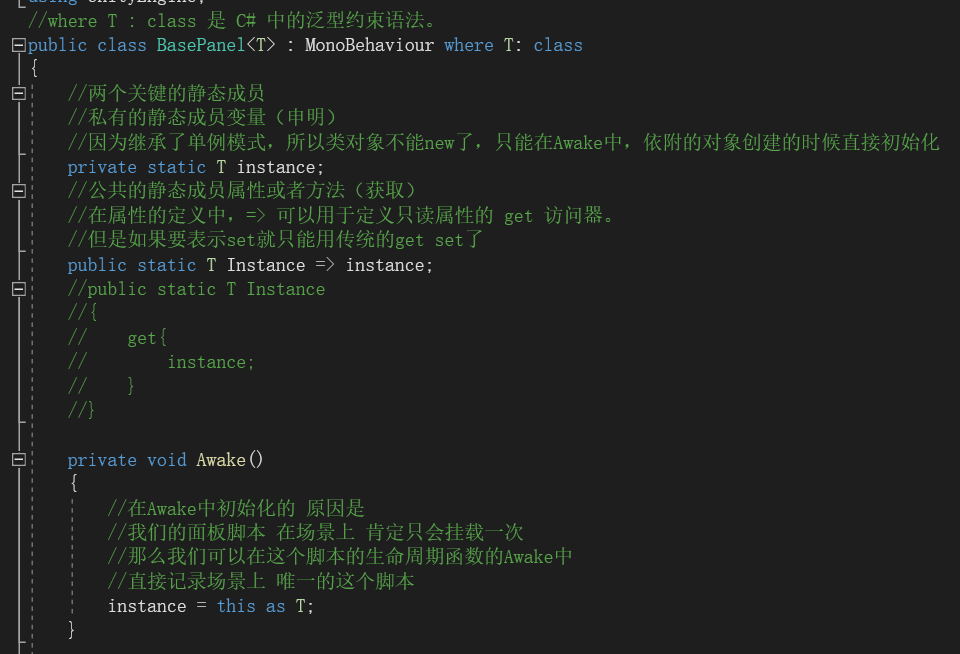 using UnityEngine;
//where T : class 是 C# 中的泛型约束语法。
public class BasePanel<T> : MonoBehaviour where T: class
{
//两个关键的静态成员
//私有的静态成员变量（申明）
//因为继承了单例模式，所以类对象不能new了，只能在Awake中，依附的对象创建的时候直接初始化
private static T instance;
//公共的静态成员属性或者方法（获取）
//在属性的定义中，=> 可以用于定义只读属性的 get 访问器。
//但是如果要表示set就只能用传统的get set了
public static T Instance => instance;
//public static T Instance
//{
//    get{
//        instance;
//    }
//}
private void Awake()
{
//在Awake中初始化的 原因是
//我们的面板脚本 在场景上 肯定只会挂载一次
//那么我们可以在这个脚本的生命周期函数的Awake中
//直接记录场景上 唯一的这个脚本
instance = this as T;
}